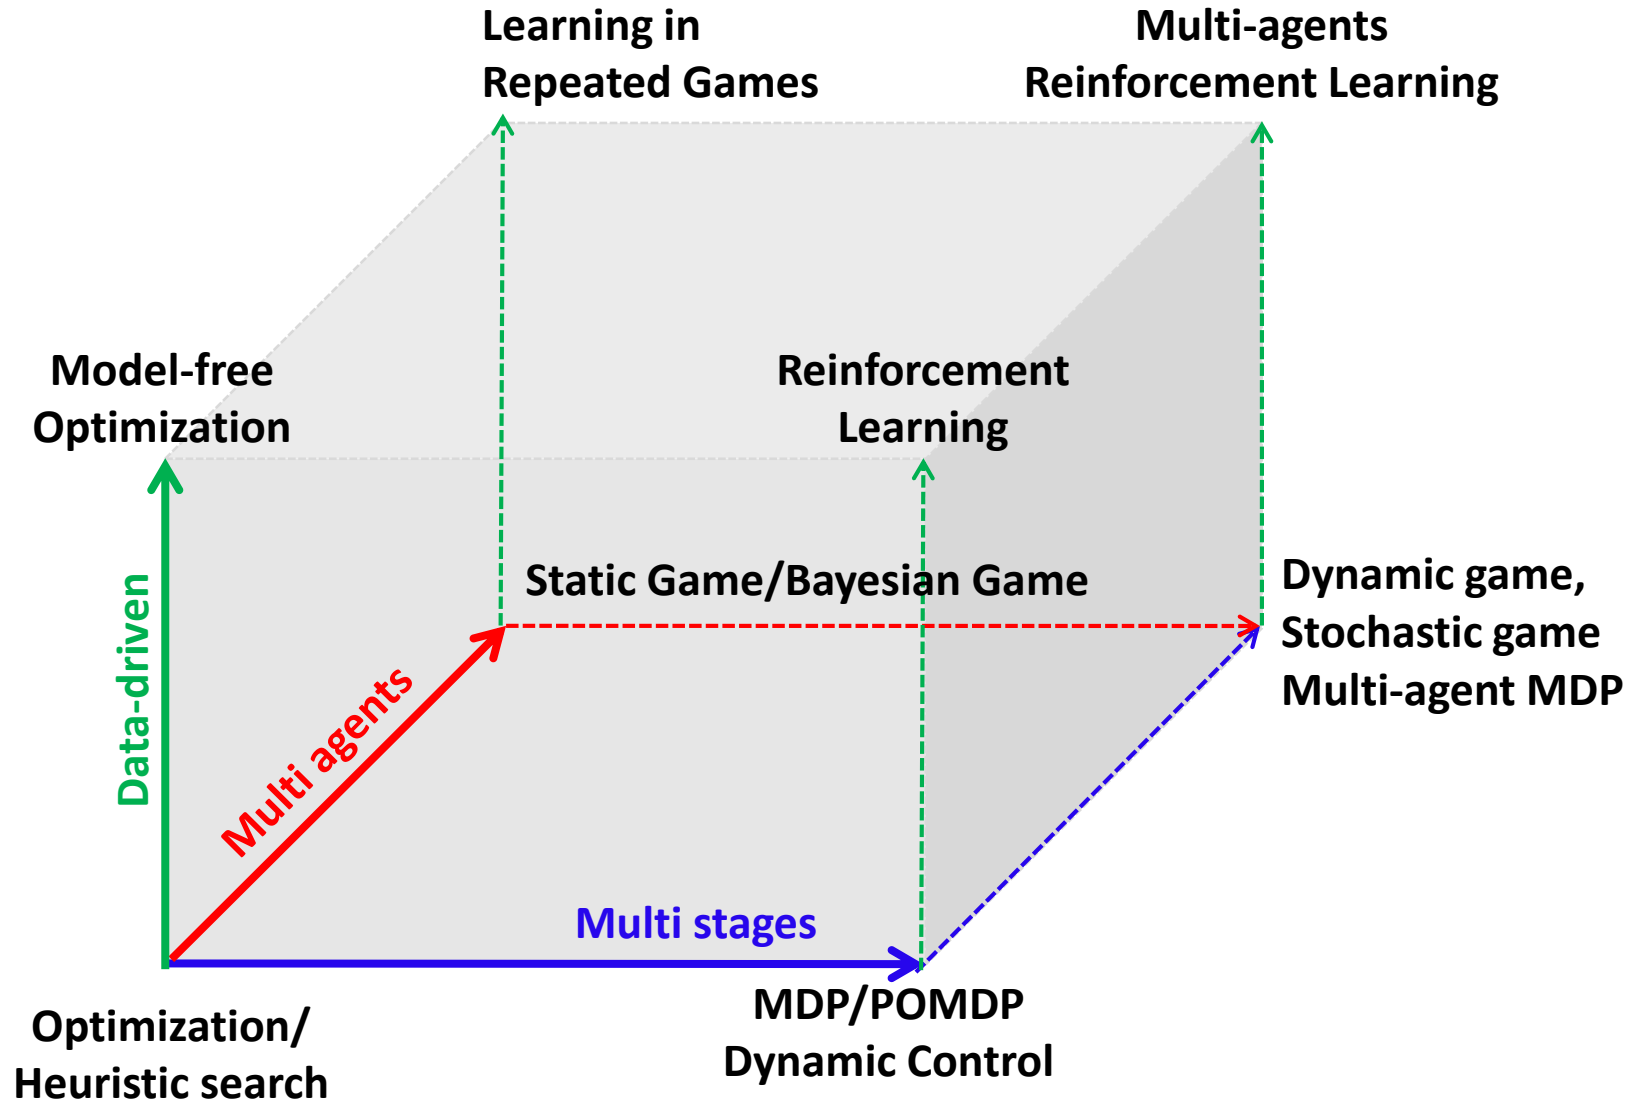 Learning in
Repeated Games
Multi-agents
Reinforcement Learning
Model-free
Optimization
Reinforcement
Learning
Static Game/Bayesian Game
Dynamic game,
Stochastic game
Multi-agent MDP
Data-driven
Multi agents
Multi stages
Optimization/
Heuristic search
MDP/POMDP
Dynamic Control